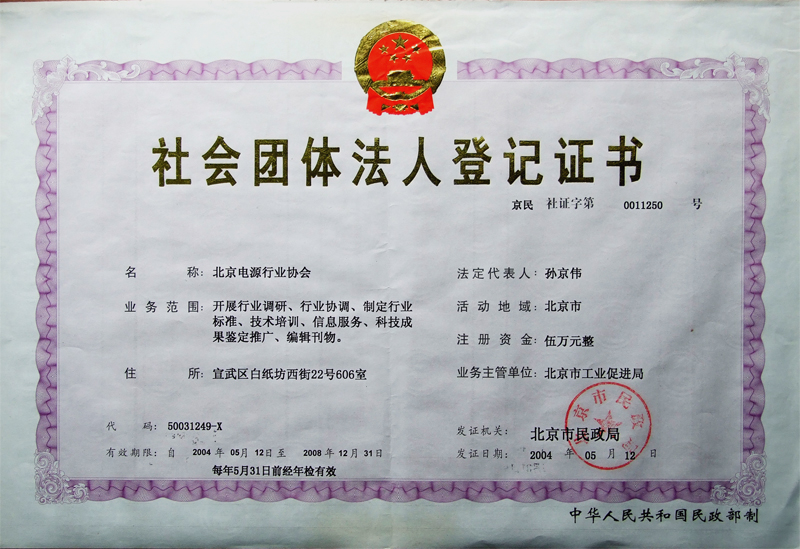 社会团体法人登记证书
京民 社证字第 0011250 号
名 称：北京电源行业协会
业务范围：开展行业调研、行业协调、制定行业
标准、技术培训、信息服务、科技成
果鉴定推广、编辑刊物。
住 所：宣武区白纸坊西街22号606室
代 码：50031249-X
有效期限：自 2004 年 05 月 12 日至 2008 年 12 月 31 日
每年5月31日前经年检有效
法定代表人：孙京伟
活动地域：北京市
注册资金：伍万元整
业务主管单位：北京市工业促进局
发证机关：北京市民政局
发证日期：2004 年 05 月 12 日
中华人民共和国民政部制